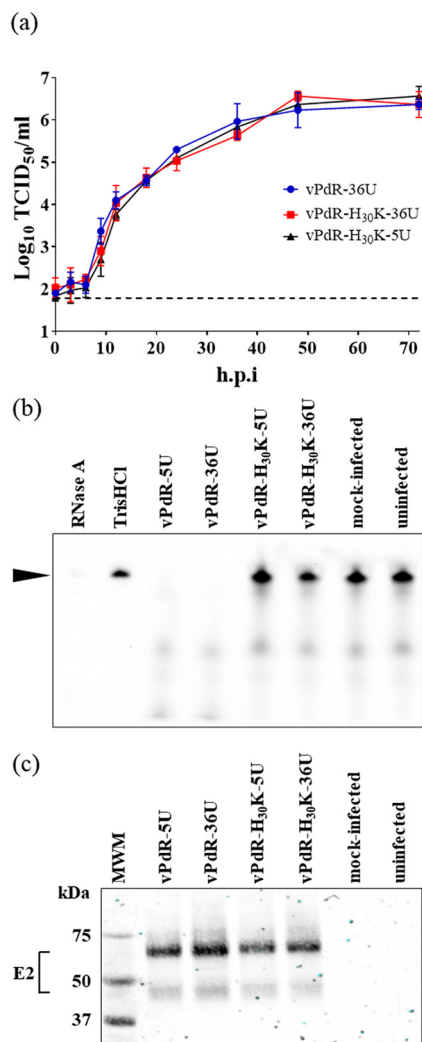 (a)
Log10 TCID50/ml
7
6
5
4
3
2
1
vPdR-36U
vPdR-H30K-36U
vPdR-H30K-5U
0 10 20 30 40 50 60 70
h.p.i
(b)
RNase A TrisHCl vPdR-5U vPdR-36U vPdR-H30K-5U vPdR-H30K-36U mock-infected uninfected
(c)
MWM vPdR-5U vPdR-36U vPdR-H30K-5U vPdR-H30K-36U mock-infected uninfected
kDa
75
E2
50
37